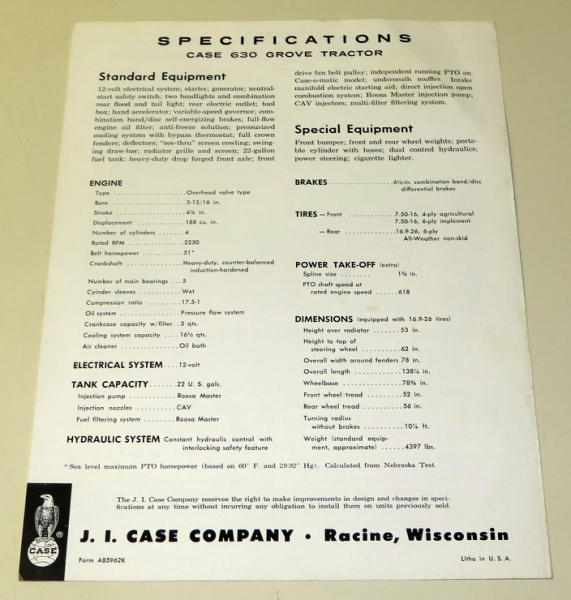 SPECIFICATIONS
CASE 630 GROVE TRACTOR
Standard Equipment
12-volt electrical system; starter; generator; neutral-
start safety switch; two headlights and combination
rear flood and tail light; rear electric outlet; tool
box; hand accelerator; variable-speed governor; com-
bination band/disc self-energizing brakes; full-flow
engine oil filter; anti-freeze solution; pressurized
cooling system with bypass thermostat; full crown
fenders; deflectors; "see-thru" screen cowling; swing-
ing draw-bar; radiator grille and screen; 22-gallon
fuel tank; heavy-duty drop forged front axle; front
drive fan belt pulley; independent running PTO on
Case-o-matic model; underneath muffler. Intake
manifold electric starting aid; direct injection open
combustion system; Roosa Master injection pump;
CAV injectors; multi-filter filtering system.
Special Equipment
Front bumper; front and rear wheel weights; porta-
ble cylinder with hoses; dual control hydraulics;
power steering; cigarette lighter.
ENGINE
Type ..................Overhead valve type
Bore ..................3-13/16 in.
Stroke ................4⅛ in.
Displacement ..........188 cu. in.
Number of cylinders ........4
Rated RPM ..............2250
Belt horsepower ..........51*
Crankshaft ..........Heavy-duty, counter-balanced
induction-hardened
Number of main bearings ...5
Cylinder sleeves ........Wet
Compression ratio ........17.5-1
Oil system ............Pressure flow system
Crankcase capacity w/filter..5 qts.
Cooling system capacity ....16½ qts.
Air cleaner ............Oil bath
ELECTRICAL SYSTEM ...12-volt
TANK CAPACITY.......22 U. S. gals.
Injection pump ..........Roosa Master
Injection nozzles ........CAV
Fuel filtering system ......Roosa Master
HYDRAULIC SYSTEM Constant hydraulic control with
interlocking safety feature
BRAKES................6½-in. combination band/disc
differential brakes
TIRES — Front ............7.50-16, 4-ply agricultural
7.50-16, 6-ply implement
— Rear ............16.9-26, 6-ply
All-Weather non-skid
POWER TAKE-OFF (extra)
Spline size ........1⅜ in.
PTO shaft speed at
rated engine speed .....618
DIMENSIONS (equipped with 16.9-26 tires)
Height over radiator .......53 in.
Height to top of
steering wheel ..........62 in.
Overall width around fenders 78 in.
Overall length ............138¼ in.
Wheelbase ..............78⅝ in.
Front wheel tread ........52 in.
Rear wheel tread ........56 in.
Turning radius
without brakes ..........10¼ ft.
Weight (standard equip-
ment, approximate) ......4397 lbs.
* Sea level maximum PTO horsepower (based on 60° F. and 29.92" Hg). Calculated from Nebraska Test.
The J. I. Case Company reserves the right to make improvements in design and changes in speci-
fications at any time without incurring any obligation to install them on units previously sold.
CASE ®
J. I. CASE COMPANY • Racine, Wisconsin
Form A85962K
Litho in U. S. A.